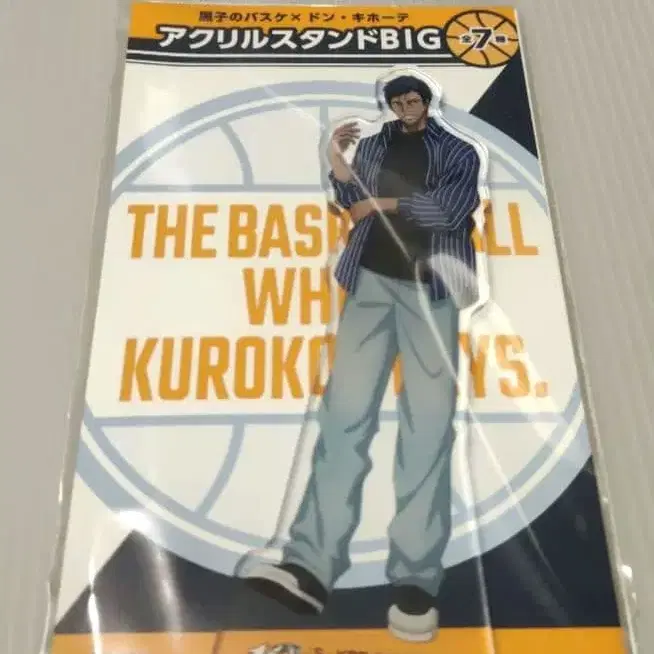 黒子のバスケ×ドン・キホーテ
アクリルスタンドBIG
全7種
THE BASK ALL
WH
KUROKO YS.